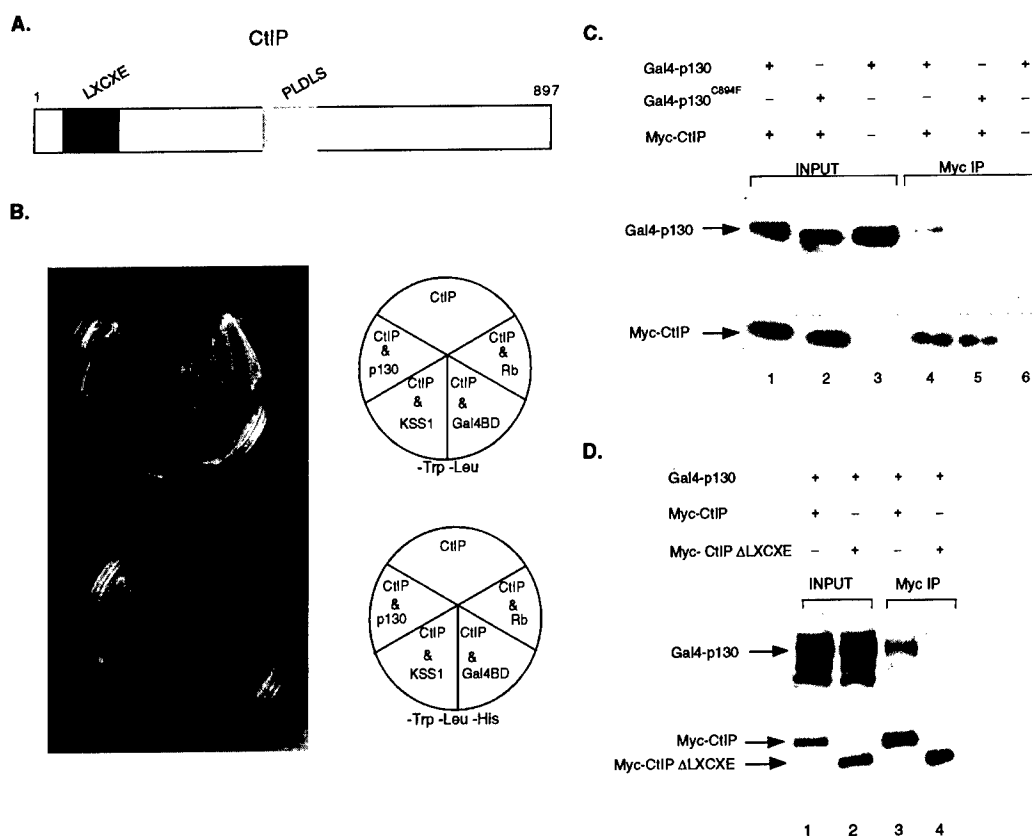 A.
CtIP
LXCXE
PLDLS
1
897
B.
CtIP
CtIP & p130
CtIP & Rb
CtIP & KSS1
CtIP & Gal4BD
-Trp -Leu
CtIP
CtIP & p130
CtIP & Rb
CtIP & KSS1
CtIP & Gal4BD
-Trp -Leu -His
C.
Gal4-p130 + – + + – +
Gal4-p130C894F – + – – + –
Myc-CtIP + + – + + –
INPUT Myc IP
Gal4-p130
Myc-CtIP
1 2 3 4 5 6
D.
Gal4-p130 + + + +
Myc-CtIP + – + –
Myc- CtIP ΔLXCXE – + – +
INPUT Myc IP
Gal4-p130
Myc-CtIP
Myc-CtIP ΔLXCXE
1 2 3 4